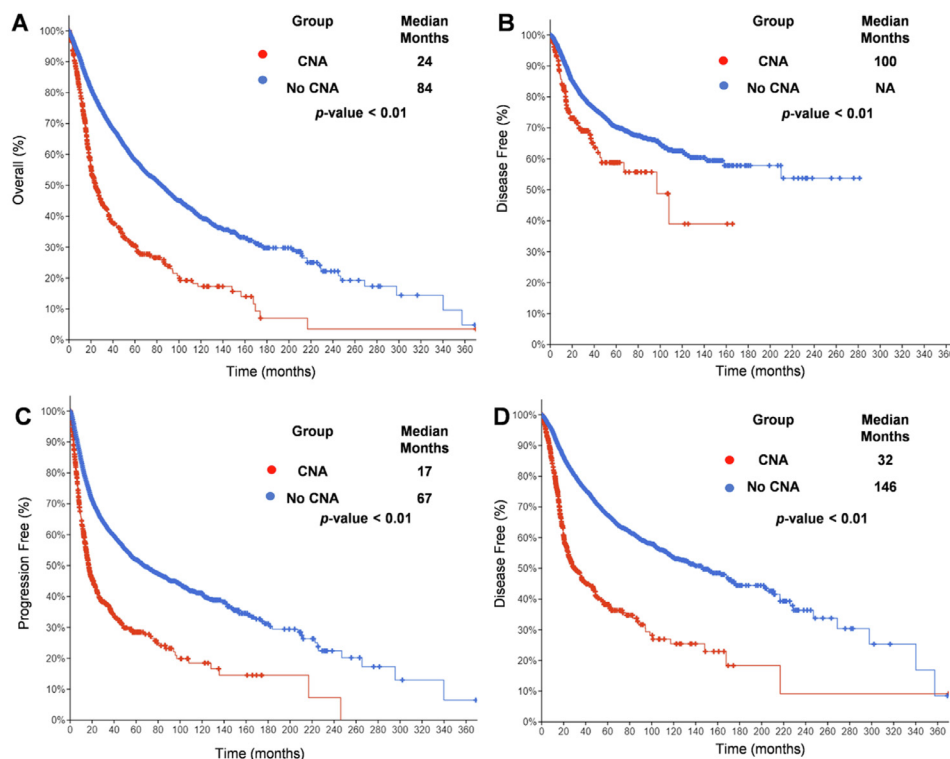 A
Group Median Months
CNA 24
No CNA 84
p-value < 0.01
Overall (%)
100%
90%
80%
70%
60%
50%
40%
30%
20%
10%
0%
0 20 40 60 80 100 120 140 160 180 200 220 240 260 280 300 320 340 360
Time (months)
B
Group Median Months
CNA 100
No CNA NA
p-value < 0.01
Disease Free (%)
100%
90%
80%
70%
60%
50%
40%
30%
20%
10%
0%
0 20 40 60 80 100 120 140 160 180 200 220 240 260 280 300 320 340 360
Time (months)
C
Group Median Months
CNA 17
No CNA 67
p-value < 0.01
Progression Free (%)
100%
90%
80%
70%
60%
50%
40%
30%
20%
10%
0%
0 20 40 60 80 100 120 140 160 180 200 220 240 260 280 300 320 340 360
Time (months)
D
Group Median Months
CNA 32
No CNA 146
p-value < 0.01
Disease Free (%)
100%
90%
80%
70%
60%
50%
40%
30%
20%
10%
0%
0 20 40 60 80 100 120 140 160 180 200 220 240 260 280 300 320 340 360
Time (months)